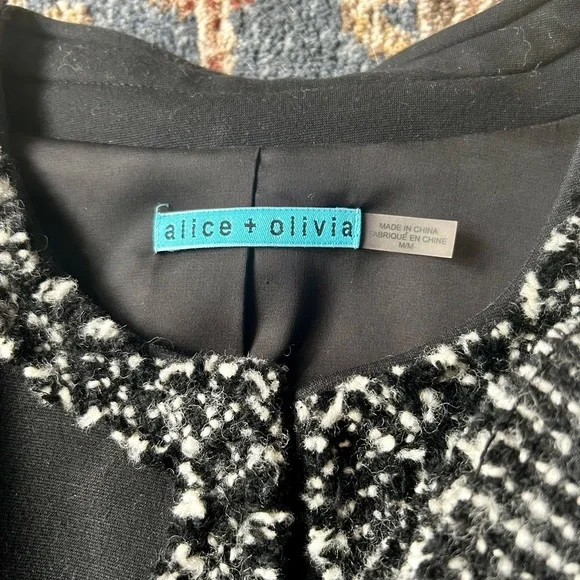 alice + olivia
MADE IN CHINA
FABRIQUÉ EN CHINE
M/M